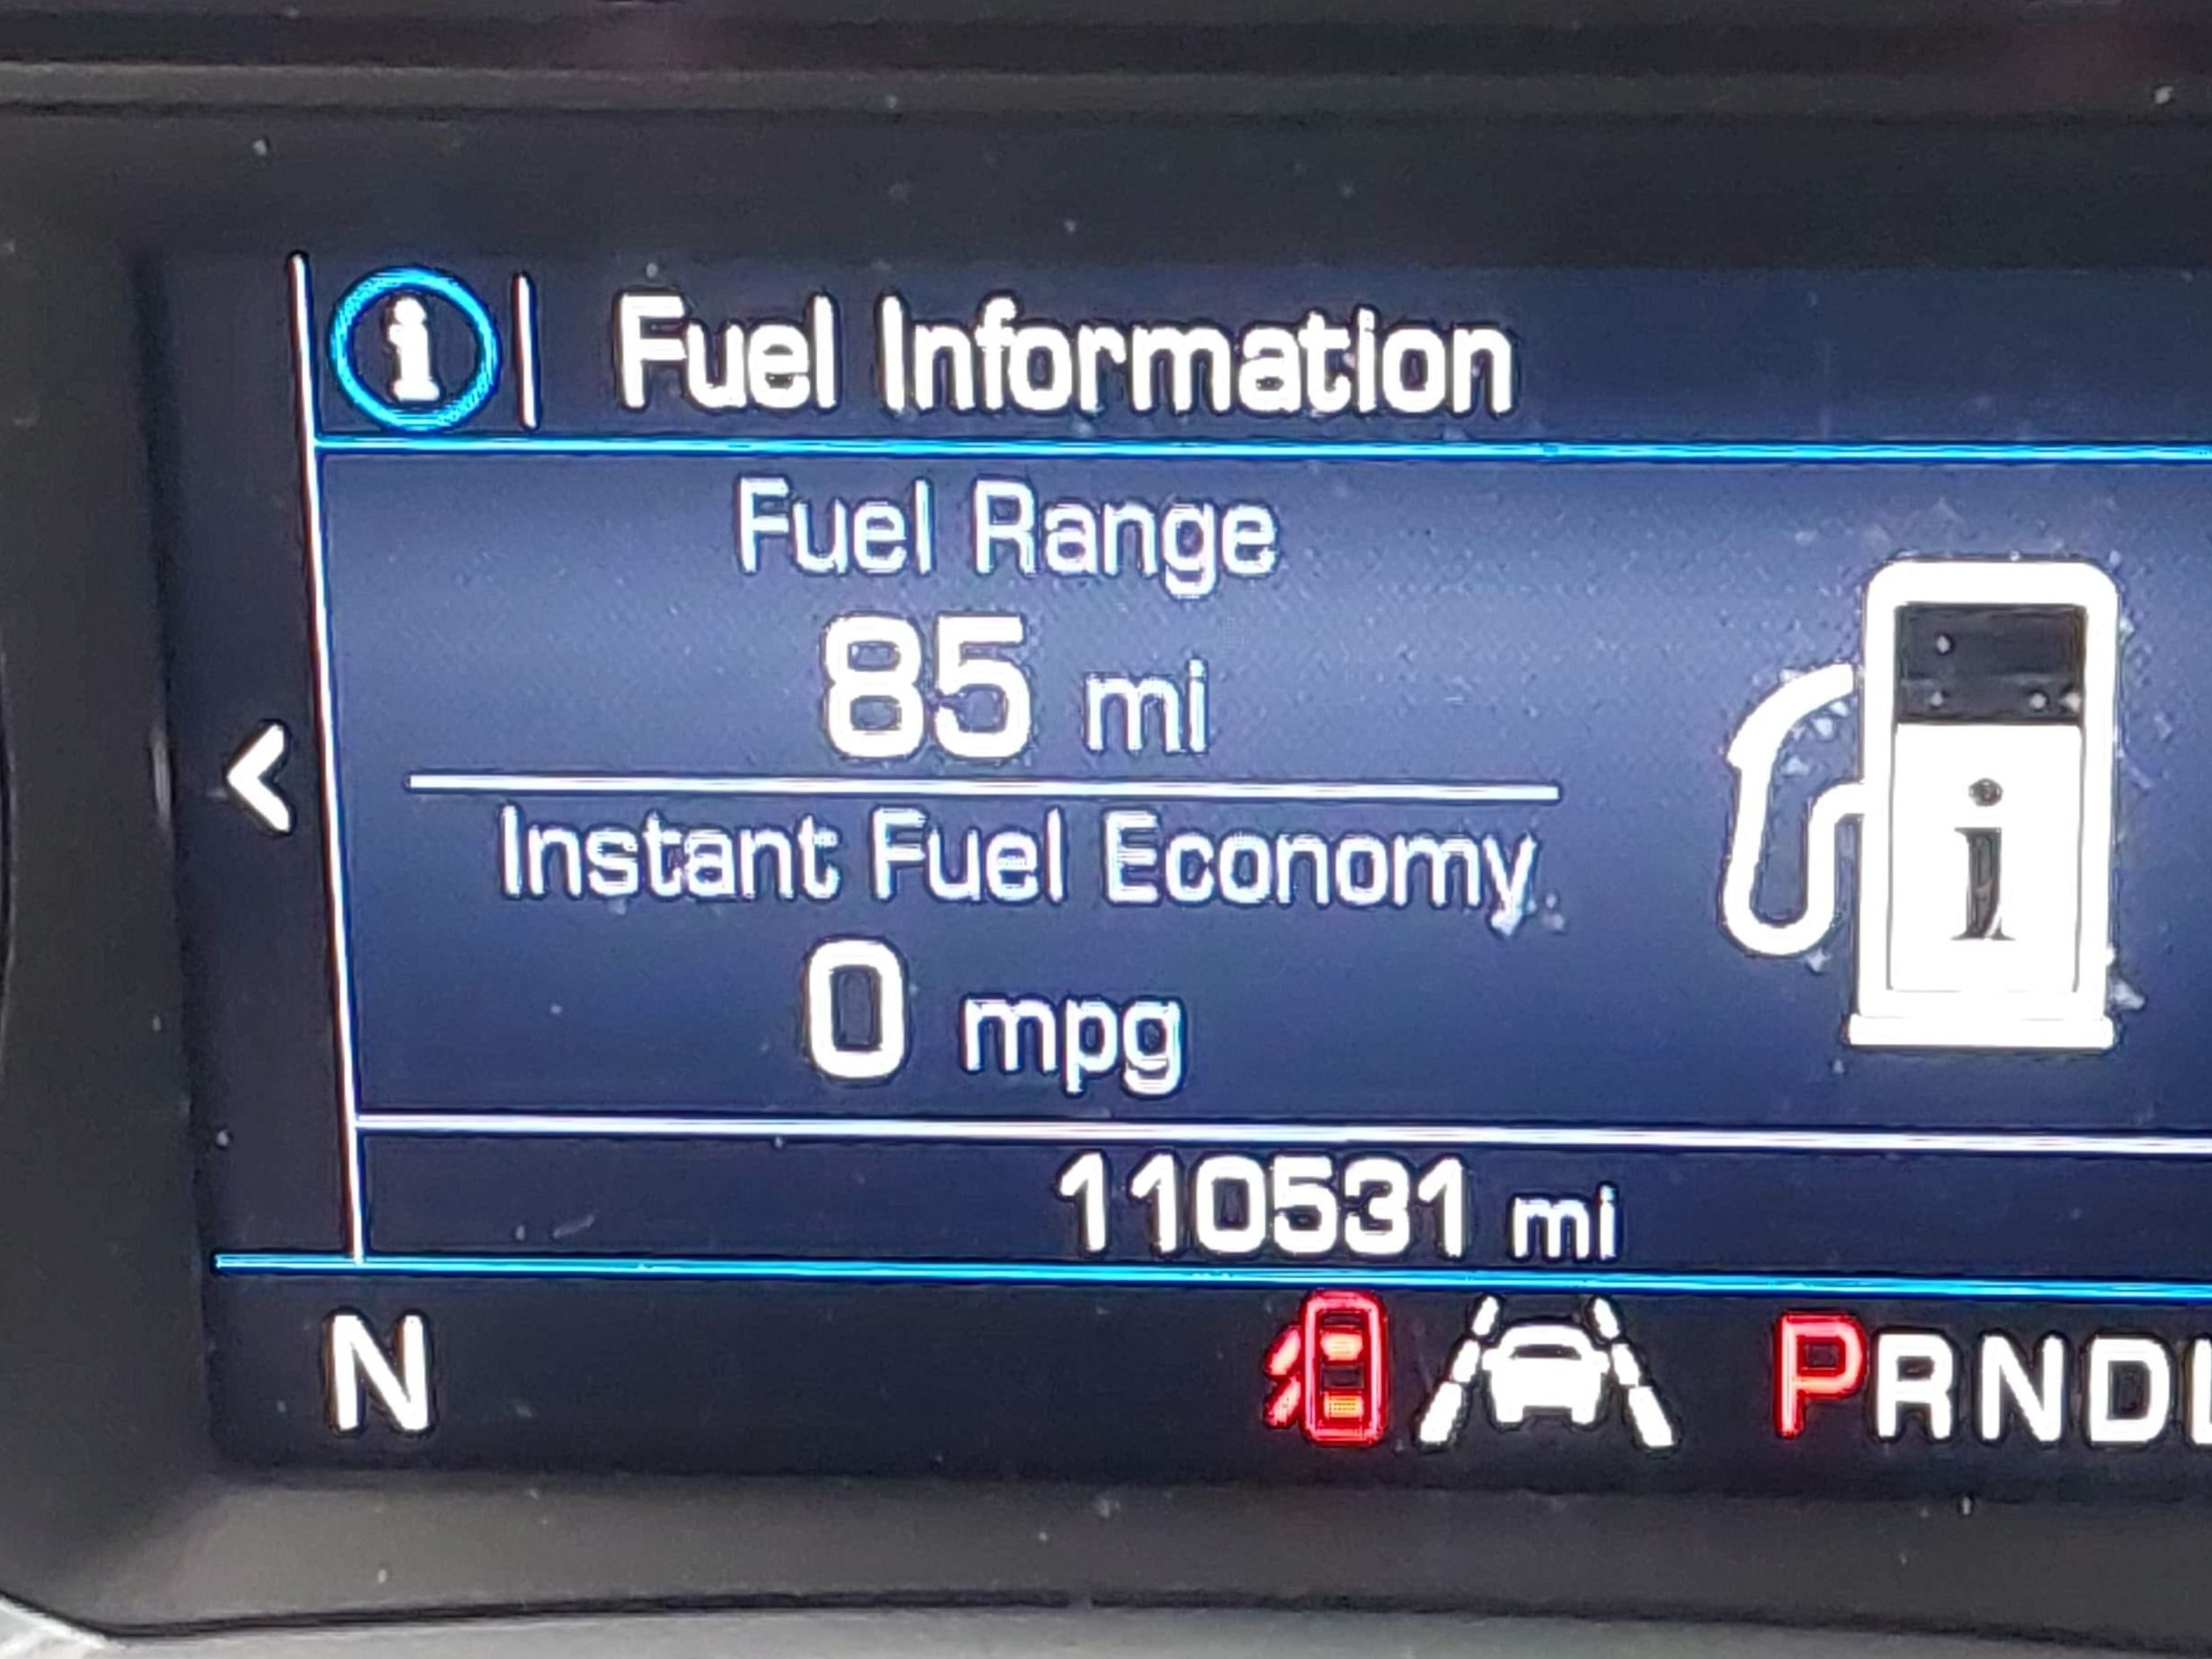 i | Fuel Information
Fuel Range
85 mi
Instant Fuel Economy
0 mpg
i
110531 mi
N PRND